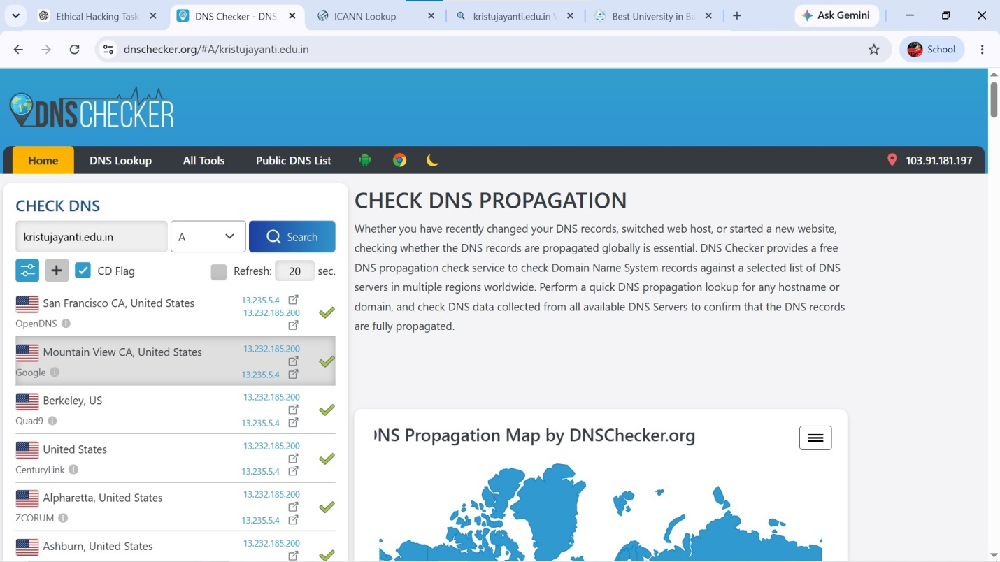 Ethical Hacking Task
DNS Checker - DNS
ICANN Lookup
kristujayanti.edu.in
Best University in Ba
Ask Gemini
dnschecker.org/#A/kristujayanti.edu.in
School
DNSCHECKER
Home
DNS Lookup
All Tools
Public DNS List
103.91.181.197
CHECK DNS
kristujayanti.edu.in
A
Search
CD Flag
Refresh: 20 sec.
San Francisco CA, United States
13.235.5.4
13.232.185.200
OpenDNS
Mountain View CA, United States
13.232.185.200
Google
13.235.5.4
Berkeley, US
13.232.185.200
Quad9
13.235.5.4
United States
13.232.185.200
CenturyLink
13.235.5.4
Alpharetta, United States
13.232.185.200
ZCORUM
13.235.5.4
Ashburn, United States
13.232.185.200
CHECK DNS PROPAGATION
Whether you have recently changed your DNS records, switched web host, or started a new website,
checking whether the DNS records are propagated globally is essential. DNS Checker provides a free
DNS propagation check service to check Domain Name System records against a selected list of DNS
servers in multiple regions worldwide. Perform a quick DNS propagation lookup for any hostname or
domain, and check DNS data collected from all available DNS Servers to confirm that the DNS records
are fully propagated.
DNS Propagation Map by DNSChecker.org